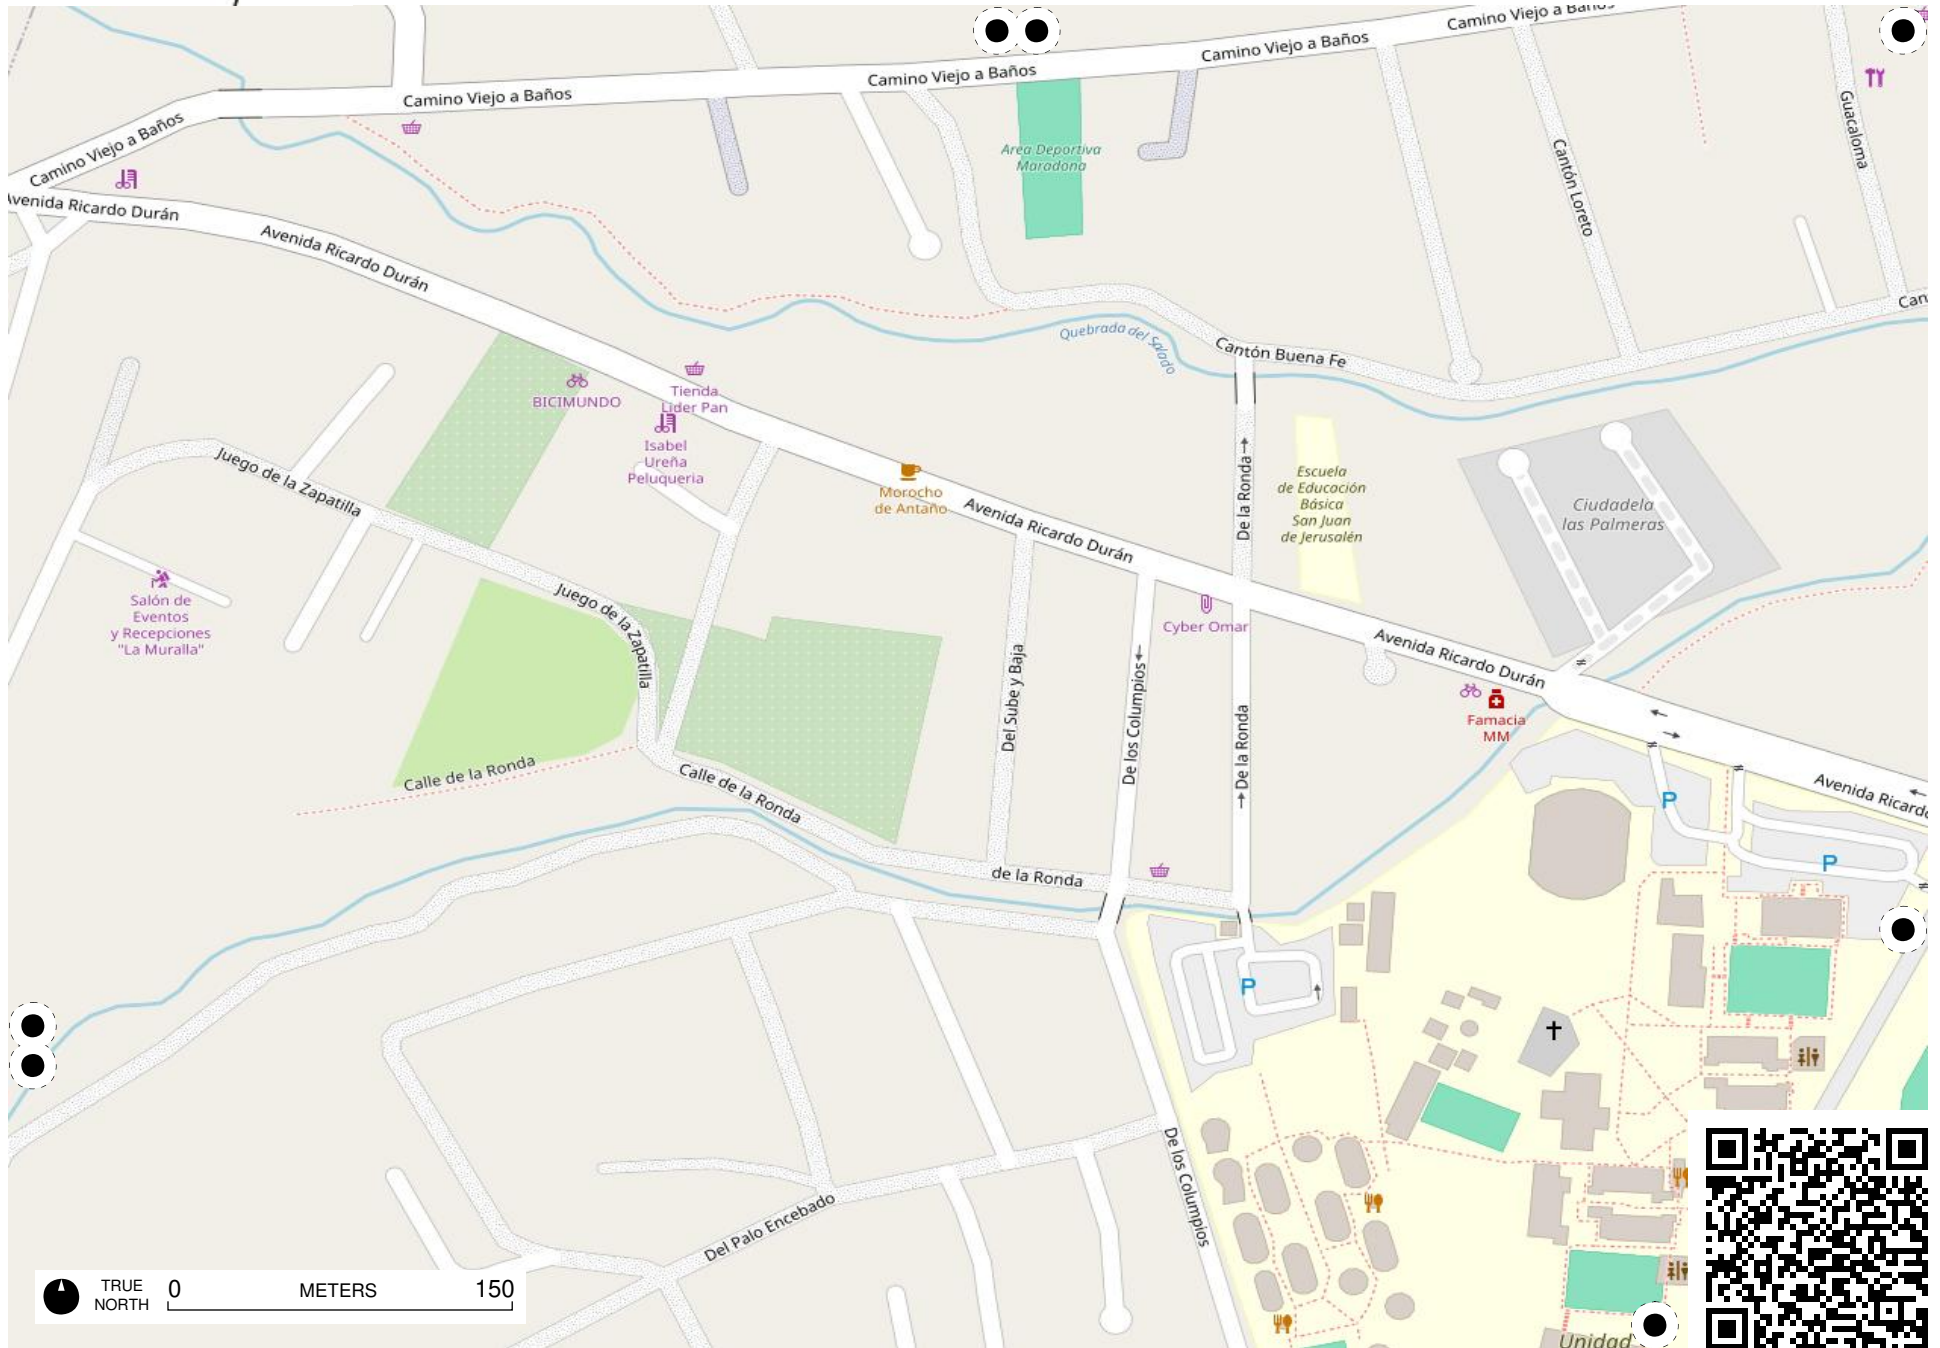 Camino Viejo a Baños
Camino Viejo a Baños
Camino Viejo a Baños
Camino Viejo a Baños
Camino Viejo a Baños
Avenida Ricardo Durán
Avenida Ricardo Durán
Area Deportiva
Maradona
Cantón Loreto
Guacaloma
Can
Quebrada del Salado
Cantón Buena Fe
BICIMUNDO
Tienda
Lider Pan
Isabel
Ureña
Peluqueria
Juego de la Zapatilla
Morocho
de Antaño
Avenida Ricardo Durán
De la Ronda
Escuela
de Educación
Básica
San Juan
de Jerusalén
Ciudadela
las Palmeras
Salón de
Eventos
y Recepciones
"La Muralla"
Juego de la Zapatilla
Cyber Omar
Avenida Ricardo Durán
Famacia
MM
Del Sube y Baja
De los Columpios
De la Ronda
Calle de la Ronda
Calle de la Ronda
Avenida Ricardo
P
P
de la Ronda
P
De los Columpios
Del Palo Encebado
TRUE
NORTH
0 METERS 150
Unidad